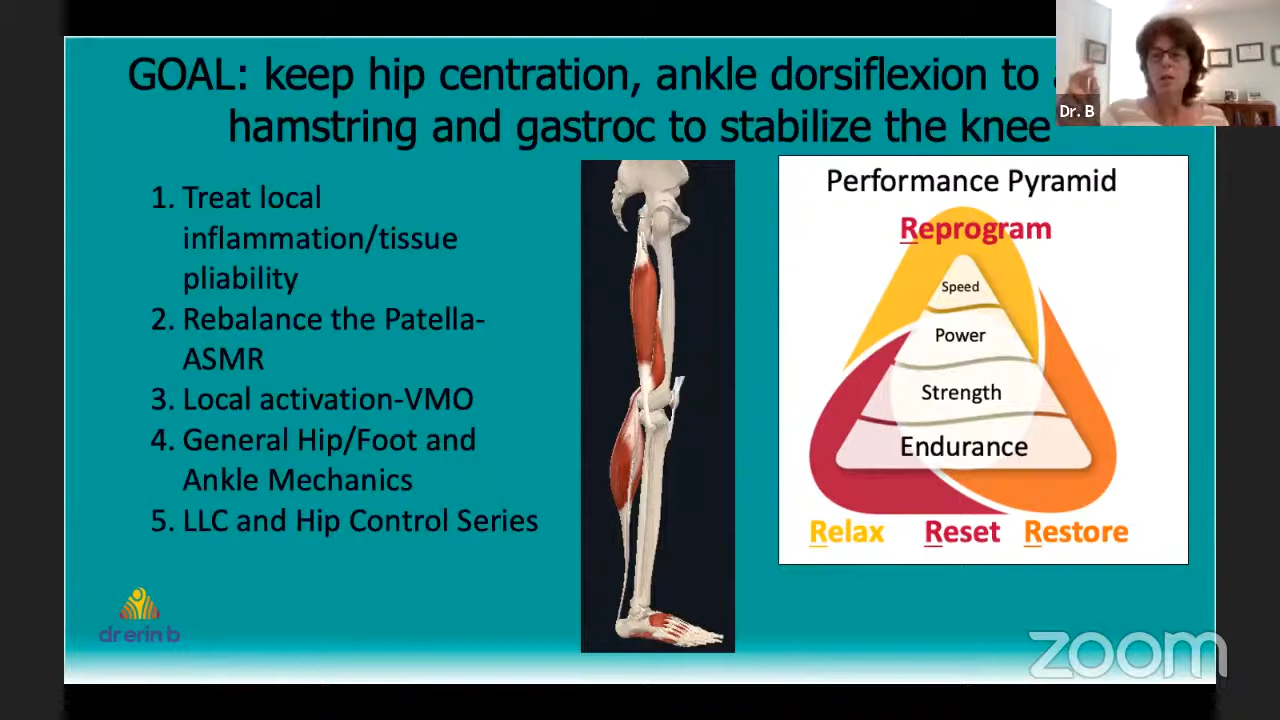 GOAL: keep hip centration, ankle dorsiflexion to
hamstring and gastroc to stabilize the knee
Dr. B
1. Treat local
inflammation/tissue
pliability
2. Rebalance the Patella-
ASMR
3. Local activation-VMO
4. General Hip/Foot and
Ankle Mechanics
5. LLC and Hip Control Series
Performance Pyramid
Reprogram
Speed
Power
Strength
Endurance
Relax Reset Restore
dr erin b
zoom